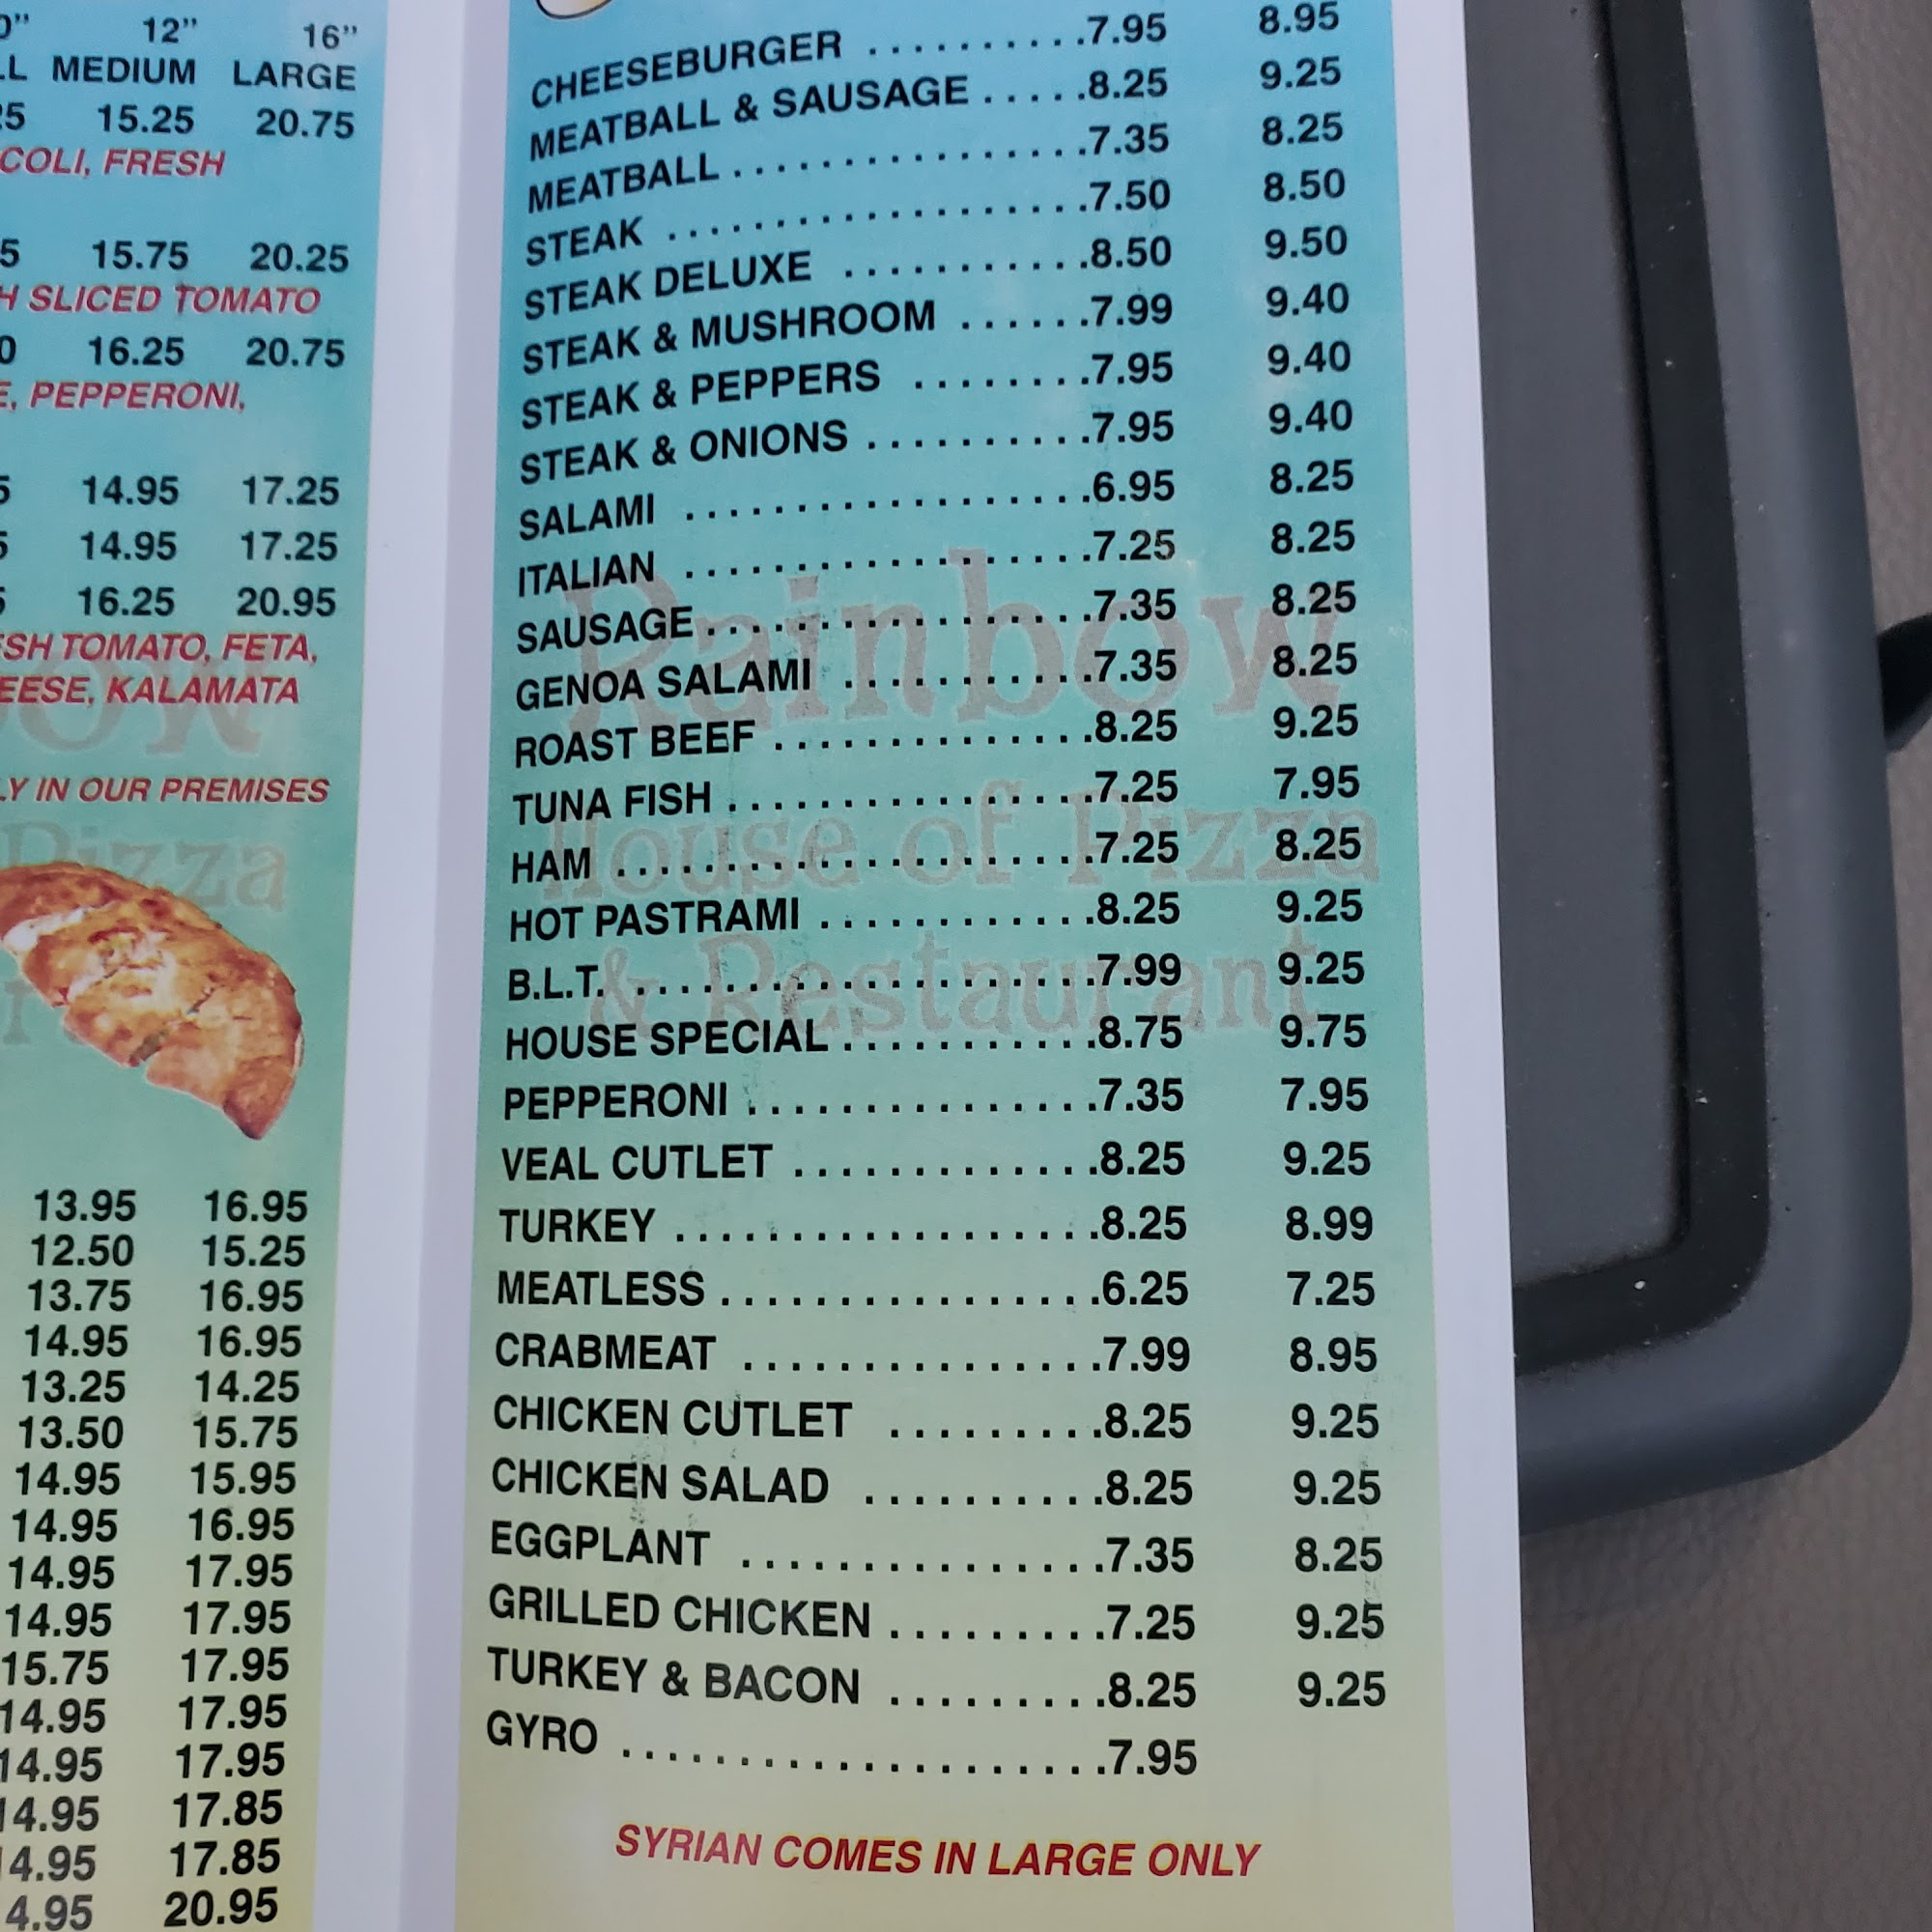 12” 16”
MEDIUM LARGE
15.25 20.75
FRESH
15.75 20.25
SLICED TOMATO
16.25 20.75
PEPPERONI,
14.95 17.25
14.95 17.25
16.25 20.95
TOMATO, FETA,
KALAMATA
IN OUR PREMISES
Pizza
13.95 16.95
12.50 15.25
13.75 16.95
14.95 16.95
13.25 14.25
13.50 15.75
14.95 15.95
14.95 16.95
14.95 17.95
14.95 17.95
15.75 17.95
14.95 17.95
14.95 17.95
14.95 17.85
17.85
20.95
CHEESEBURGER ..........7.95 8.95
MEATBALL & SAUSAGE .....8.25 9.25
MEATBALL ...............7.35 8.25
STEAK ..................7.50 8.50
STEAK DELUXE ...........8.50 9.50
STEAK & MUSHROOM ......7.99 9.40
STEAK & PEPPERS ........7.95 9.40
STEAK & ONIONS ..........7.95 9.40
SALAMI .................6.95 8.25
ITALIAN .................7.25 8.25
SAUSAGE ................7.35 8.25
GENOA SALAMI ...........7.35 8.25
ROAST BEEF ..............8.25 9.25
TUNA FISH ................7.25 7.95
HAM ....................7.25 8.25
HOT PASTRAMI ............8.25 9.25
B.L.T. ....................7.99 9.25
HOUSE SPECIAL ...........8.75 9.75
PEPPERONI ...............7.35 7.95
VEAL CUTLET .............8.25 9.25
TURKEY ..................8.25 8.99
MEATLESS ................6.25 7.25
CRABMEAT ...............7.99 8.95
CHICKEN CUTLET .........8.25 9.25
CHICKEN SALAD ..........8.25 9.25
EGGPLANT ...............7.35 8.25
GRILLED CHICKEN .........7.25 9.25
TURKEY & BACON .........8.25 9.25
GYRO ....................7.95
SYRIAN COMES IN LARGE ONLY
Rainbow
House of Pizza
& Restaurant